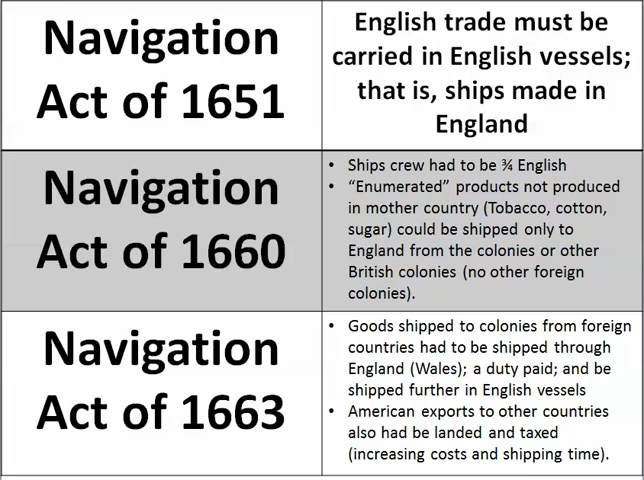 Navigation
Act of 1651
English trade must be
carried in English vessels;
that is, ships made in
England
Navigation
Act of 1660
• Ships crew had to be ¾ English
• “Enumerated” products not produced
in mother country (Tobacco, cotton,
sugar) could be shipped only to
England from the colonies or other
British colonies (no other foreign
colonies).
Navigation
Act of 1663
• Goods shipped to colonies from foreign
countries had to be shipped through
England (Wales); a duty paid; and be
shipped further in English vessels
• American exports to other countries
also had be landed and taxed
(increasing costs and shipping time).